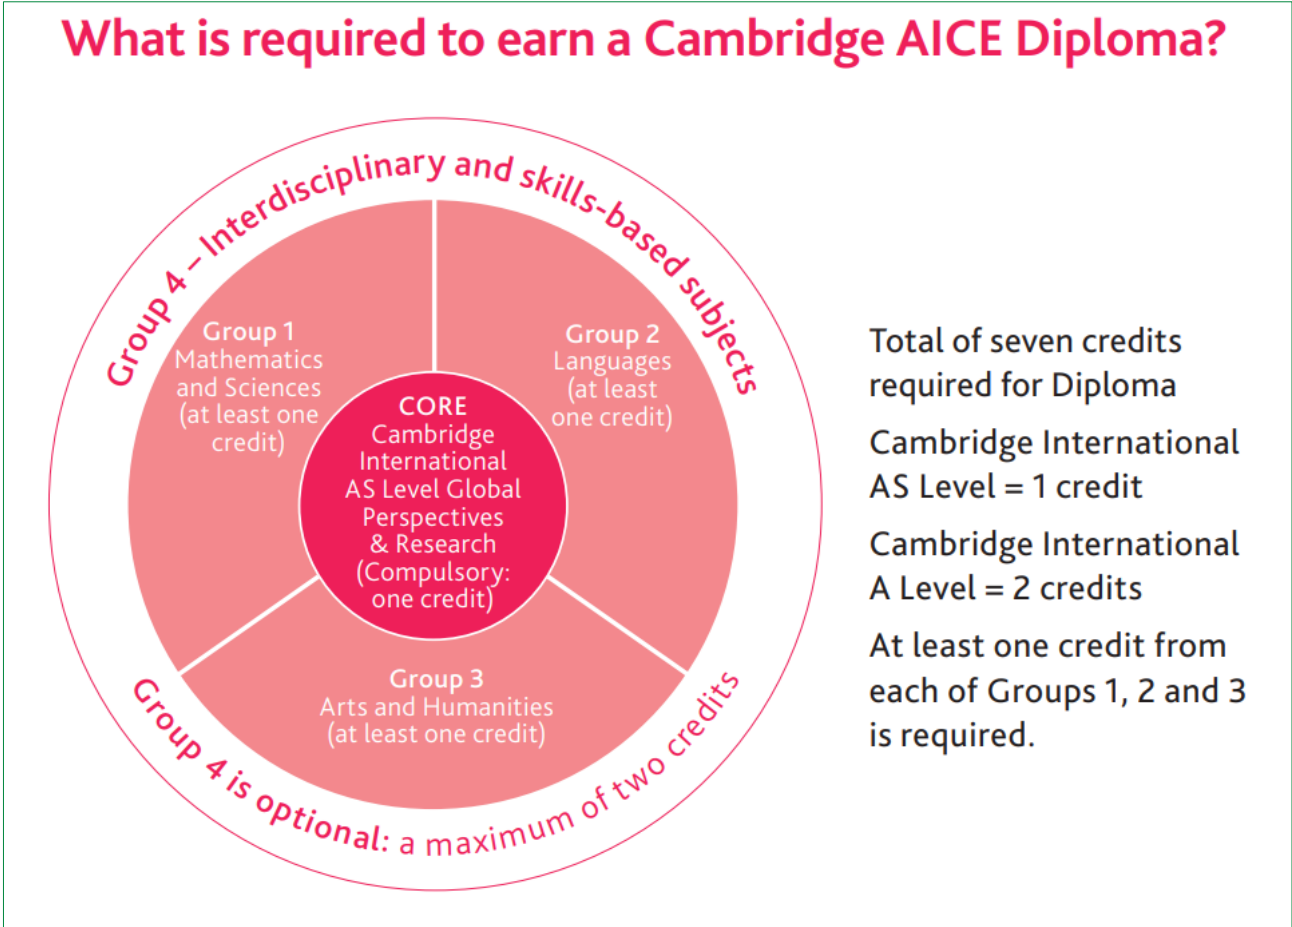 What is required to earn a Cambridge AICE Diploma?
Group 4 – Interdisciplinary and skills-based subjects
Group 1
Mathematics
and Sciences
(at least one
credit)
Group 2
Languages
(at least
one credit)
CORE
Cambridge
International
AS Level Global
Perspectives
& Research
(Compulsory:
one credit)
Group 3
Arts and Humanities
(at least one credit)
Group 4 is optional: a maximum of two credits
Total of seven credits
required for Diploma
Cambridge International
AS Level = 1 credit
Cambridge International
A Level = 2 credits
At least one credit from
each of Groups 1, 2 and 3
is required.